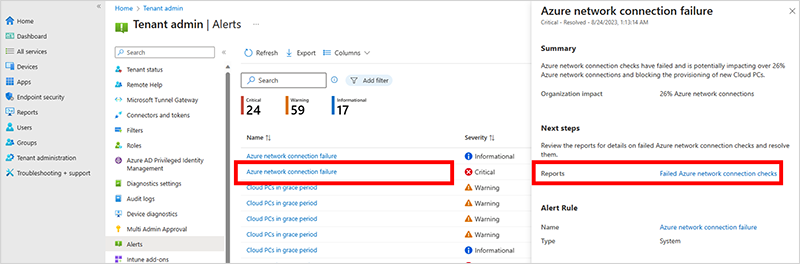 Home
Dashboard
All services
Devices
Apps
Endpoint security
Reports
Users
Groups
Tenant administration
Troubleshooting + support
Home > Tenant admin
Tenant admin | Alerts
Search
Tenant status
Remote Help
Microsoft Tunnel Gateway
Connectors and tokens
Filters
Roles
Azure AD Privileged Identity
Management
Diagnostics settings
Audit logs
Device diagnostics
Multi Admin Approval
Alerts
Intune add-ons
Refresh Export Columns
Search Add filter
Critical Warning Informational
24 59 17
Name Severity
Azure network connection failure Informational
Azure network connection failure Critical
Cloud PCs in grace period Warning
Cloud PCs in grace period Warning
Cloud PCs in grace period Warning
Cloud PCs in grace period Informational
Azure network connection failure
Critical - Resolved - 8/24/2023, 1:13:14 AM
Summary
Azure network connection checks have failed and is potentially impacting over 26%
Azure network connections and blocking the provisioning of new Cloud PCs.
Organization impact 26% Azure network connections
Next steps
Review the reports for details on failed Azure network connection checks and resolve
them.
Reports Failed Azure network connection checks
Alert Rule
Name Azure network connection failure
Type System